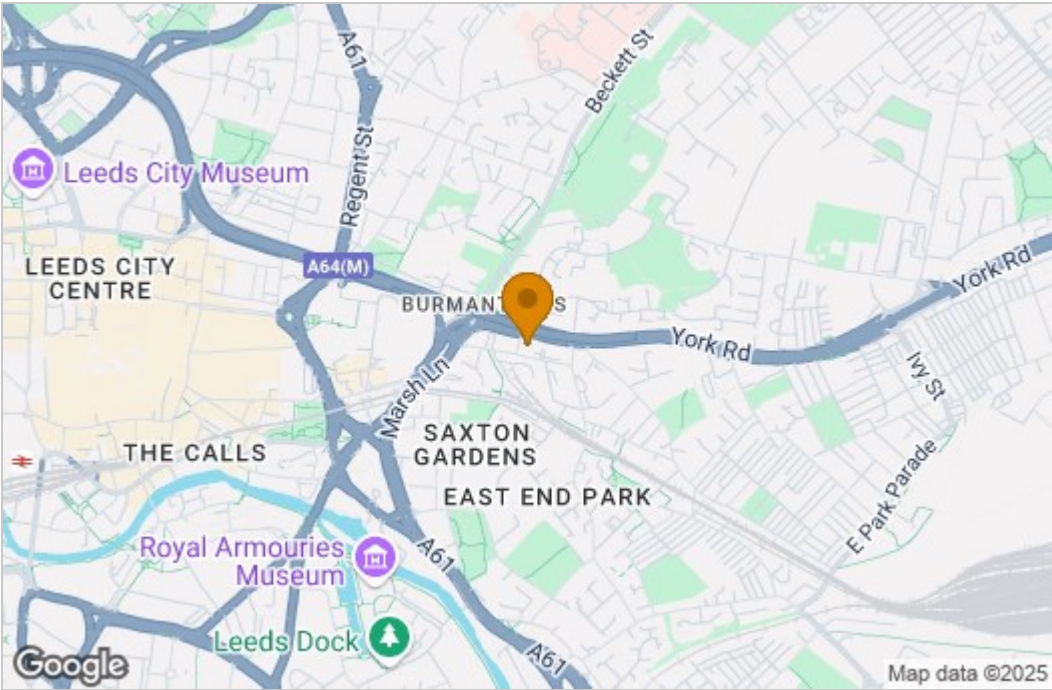 A61
Beckett St
Leeds City Museum
Regent St
LEEDS CITY
CENTRE
A64(M)
York Rd
York Rd
Ivy St
Marsh Ln
SAXTON
GARDENS
THE CALLS
EAST END PARK
E Park Parade
Royal Armouries
Museum
A61
Leeds Dock
A61
Google
Map data ©2025